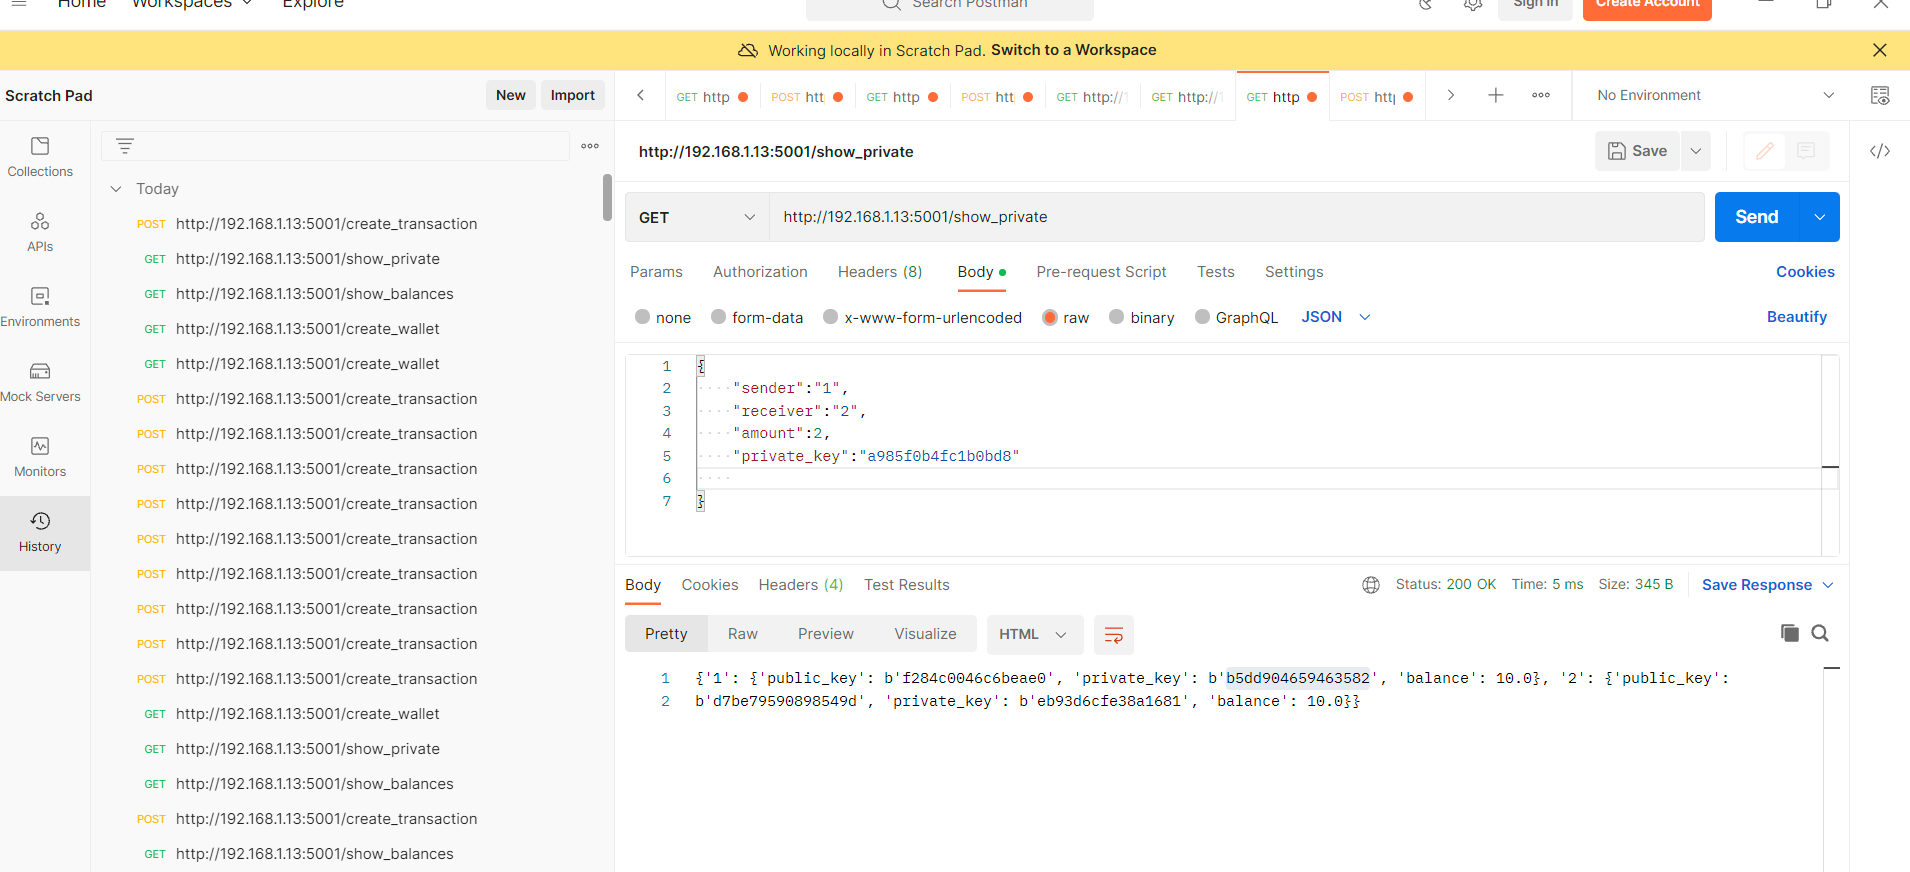 Home Workspaces Explore Search Postman Sign In Create Account
Working locally in Scratch Pad. Switch to a Workspace
Scratch Pad New Import GET http POST htt GET http POST htt GET http:// GET http:// GET http POST http No Environment
http://192.168.1.13:5001/show_private Save
GET http://192.168.1.13:5001/show_private Send
Params Authorization Headers (8) Body Pre-request Script Tests Settings Cookies
none form-data x-www-form-urlencoded raw binary GraphQL JSON Beautify
1 {
2 "sender":"1",
3 "receiver":"2",
4 "amount":2,
5 "private_key":"a985f0b4fc1b0bd8"
6
7 }
Body Cookies Headers (4) Test Results Status: 200 OK Time: 5 ms Size: 345 B Save Response
Pretty Raw Preview Visualize HTML
1 {'1': {'public_key': b'f284c0046c6beae0', 'private_key': b'b5dd904659463582', 'balance': 10.0}, '2': {'public_key':
2 b'd7be79590898549d', 'private_key': b'eb93d6cfe38a1681', 'balance': 10.0}}
Collections
APIs
Environments
Mock Servers
Monitors
History
Today
POST http://192.168.1.13:5001/create_transaction
GET http://192.168.1.13:5001/show_private
GET http://192.168.1.13:5001/show_balances
GET http://192.168.1.13:5001/create_wallet
GET http://192.168.1.13:5001/create_wallet
POST http://192.168.1.13:5001/create_transaction
POST http://192.168.1.13:5001/create_transaction
POST http://192.168.1.13:5001/create_transaction
POST http://192.168.1.13:5001/create_transaction
POST http://192.168.1.13:5001/create_transaction
POST http://192.168.1.13:5001/create_transaction
POST http://192.168.1.13:5001/create_transaction
POST http://192.168.1.13:5001/create_transaction
POST http://192.168.1.13:5001/create_transaction
GET http://192.168.1.13:5001/create_wallet
GET http://192.168.1.13:5001/show_private
GET http://192.168.1.13:5001/show_balances
POST http://192.168.1.13:5001/create_transaction
GET http://192.168.1.13:5001/show_balances